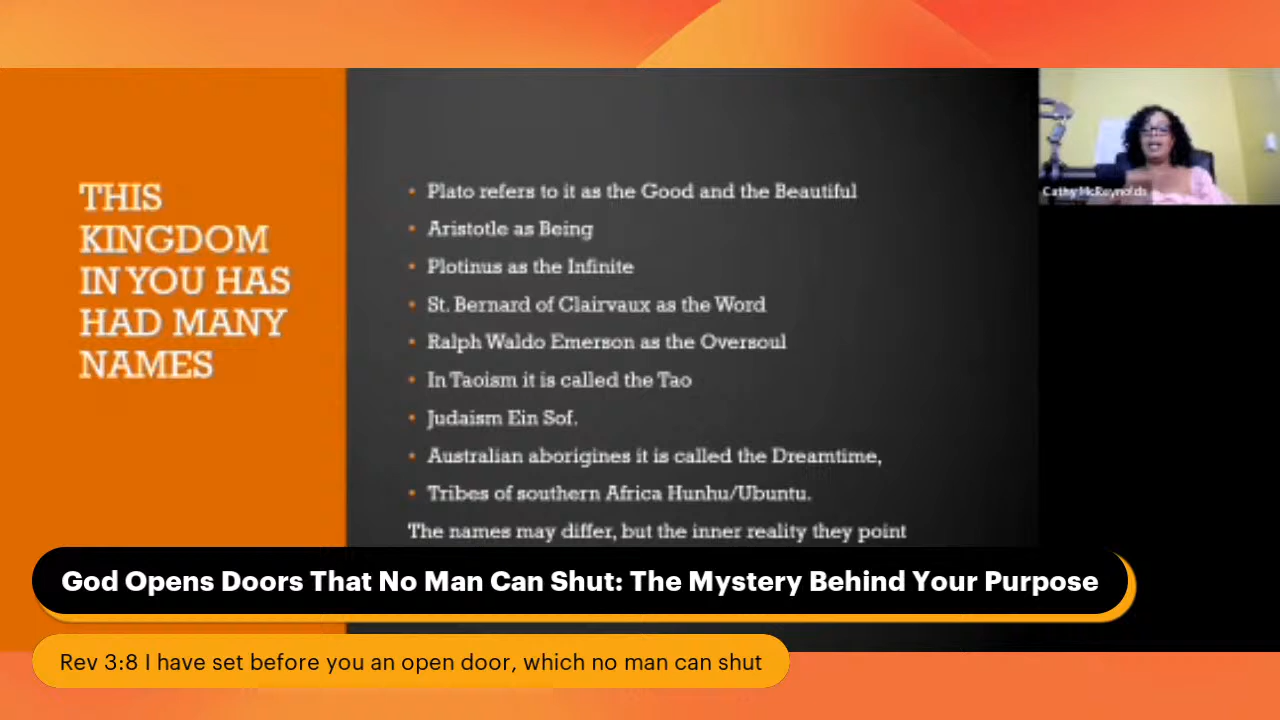 THIS
KINGDOM
IN YOU HAS
HAD MANY
NAMES
• Plato refers to it as the Good and the Beautiful
• Aristotle as Being
• Plotinus as the Infinite
• St. Bernard of Clairvaux as the Word
• Ralph Waldo Emerson as the Oversoul
• In Taoism it is called the Tao
• Judaism Ein Sof.
• Australian aborigines it is called the Dreamtime,
• Tribes of southern Africa Hunhu/Ubuntu.
The names may differ, but the inner reality they point
Cathy McReynolds
God Opens Doors That No Man Can Shut: The Mystery Behind Your Purpose
Rev 3:8 I have set before you an open door, which no man can shut